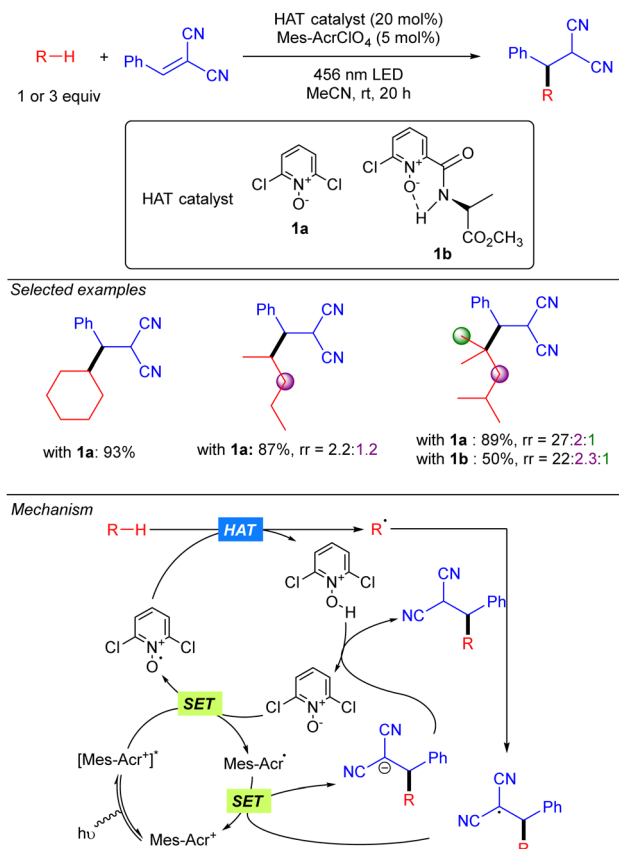 HAT catalyst (20 mol%)
Mes-AcrClO₄ (5 mol%)
R–H + Ph CN CN
456 nm LED
MeCN, rt, 20 h
Ph CN CN R
1 or 3 equiv
HAT catalyst
Cl N⁺ Cl O⁻
1a
Cl N⁺ O⁻ O N H CO₂CH₃
1b
Selected examples
Ph CN CN
with 1a: 93%
Ph CN CN
with 1a: 87%, rr = 2.2:1.2
Ph CN CN
with 1a : 89%, rr = 27:2:1
with 1b : 50%, rr = 22:2.3:1
Mechanism
R–H HAT R•
Cl N⁺ Cl O H
CN NC Ph R
Cl N⁺ Cl O•
SET
Cl N⁺ Cl O⁻
[Mes-Acr⁺]*
Mes-Acr•
CN NC ⊖ Ph R
SET
hυ
Mes-Acr⁺
CN NC • Ph R